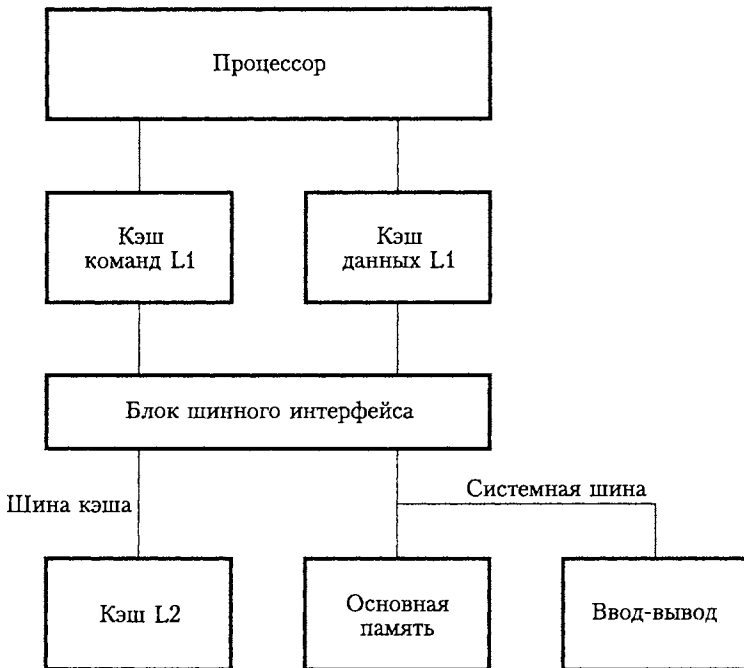 Процессор
Кэш
команд L1
Кэш
данных L1
Блок шинного интерфейса
Шина кэша
Системная шина
Кэш L2
Основная
память
Ввод-вывод